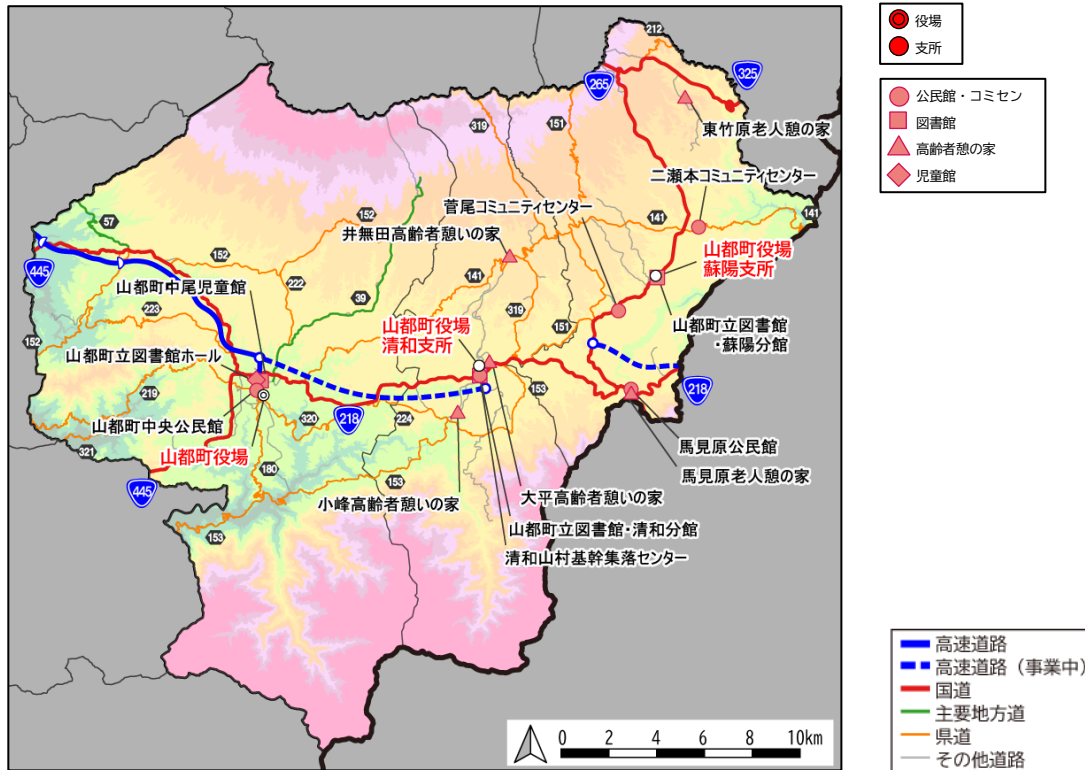 役場
支所
公民館・コミセン
図書館
高齢者憩の家
児童館
212
325
265
319
151
東竹原老人憩の家
二瀬本コミュニティセンター
菅尾コミュニティセンター
152
141
141
57
井無田高齢者憩いの家
山都町役場
蘇陽支所
445
152
141
222
山都町中尾児童館
39
319
223
151
山都町役場
清和支所
山都町立図書館
・蘇陽分館
152
山都町立図書館ホール
219
153
218
320
218
224
山都町中央公民館
321
山都町役場
馬見原公民館
180
153
馬見原老人憩の家
445
小峰高齢者憩いの家
大平高齢者憩いの家
153
山都町立図書館・清和分館
清和山村基幹集落センター
高速道路
高速道路（事業中）
国道
主要地方道
県道
その他道路
0 2 4 6 8 10km